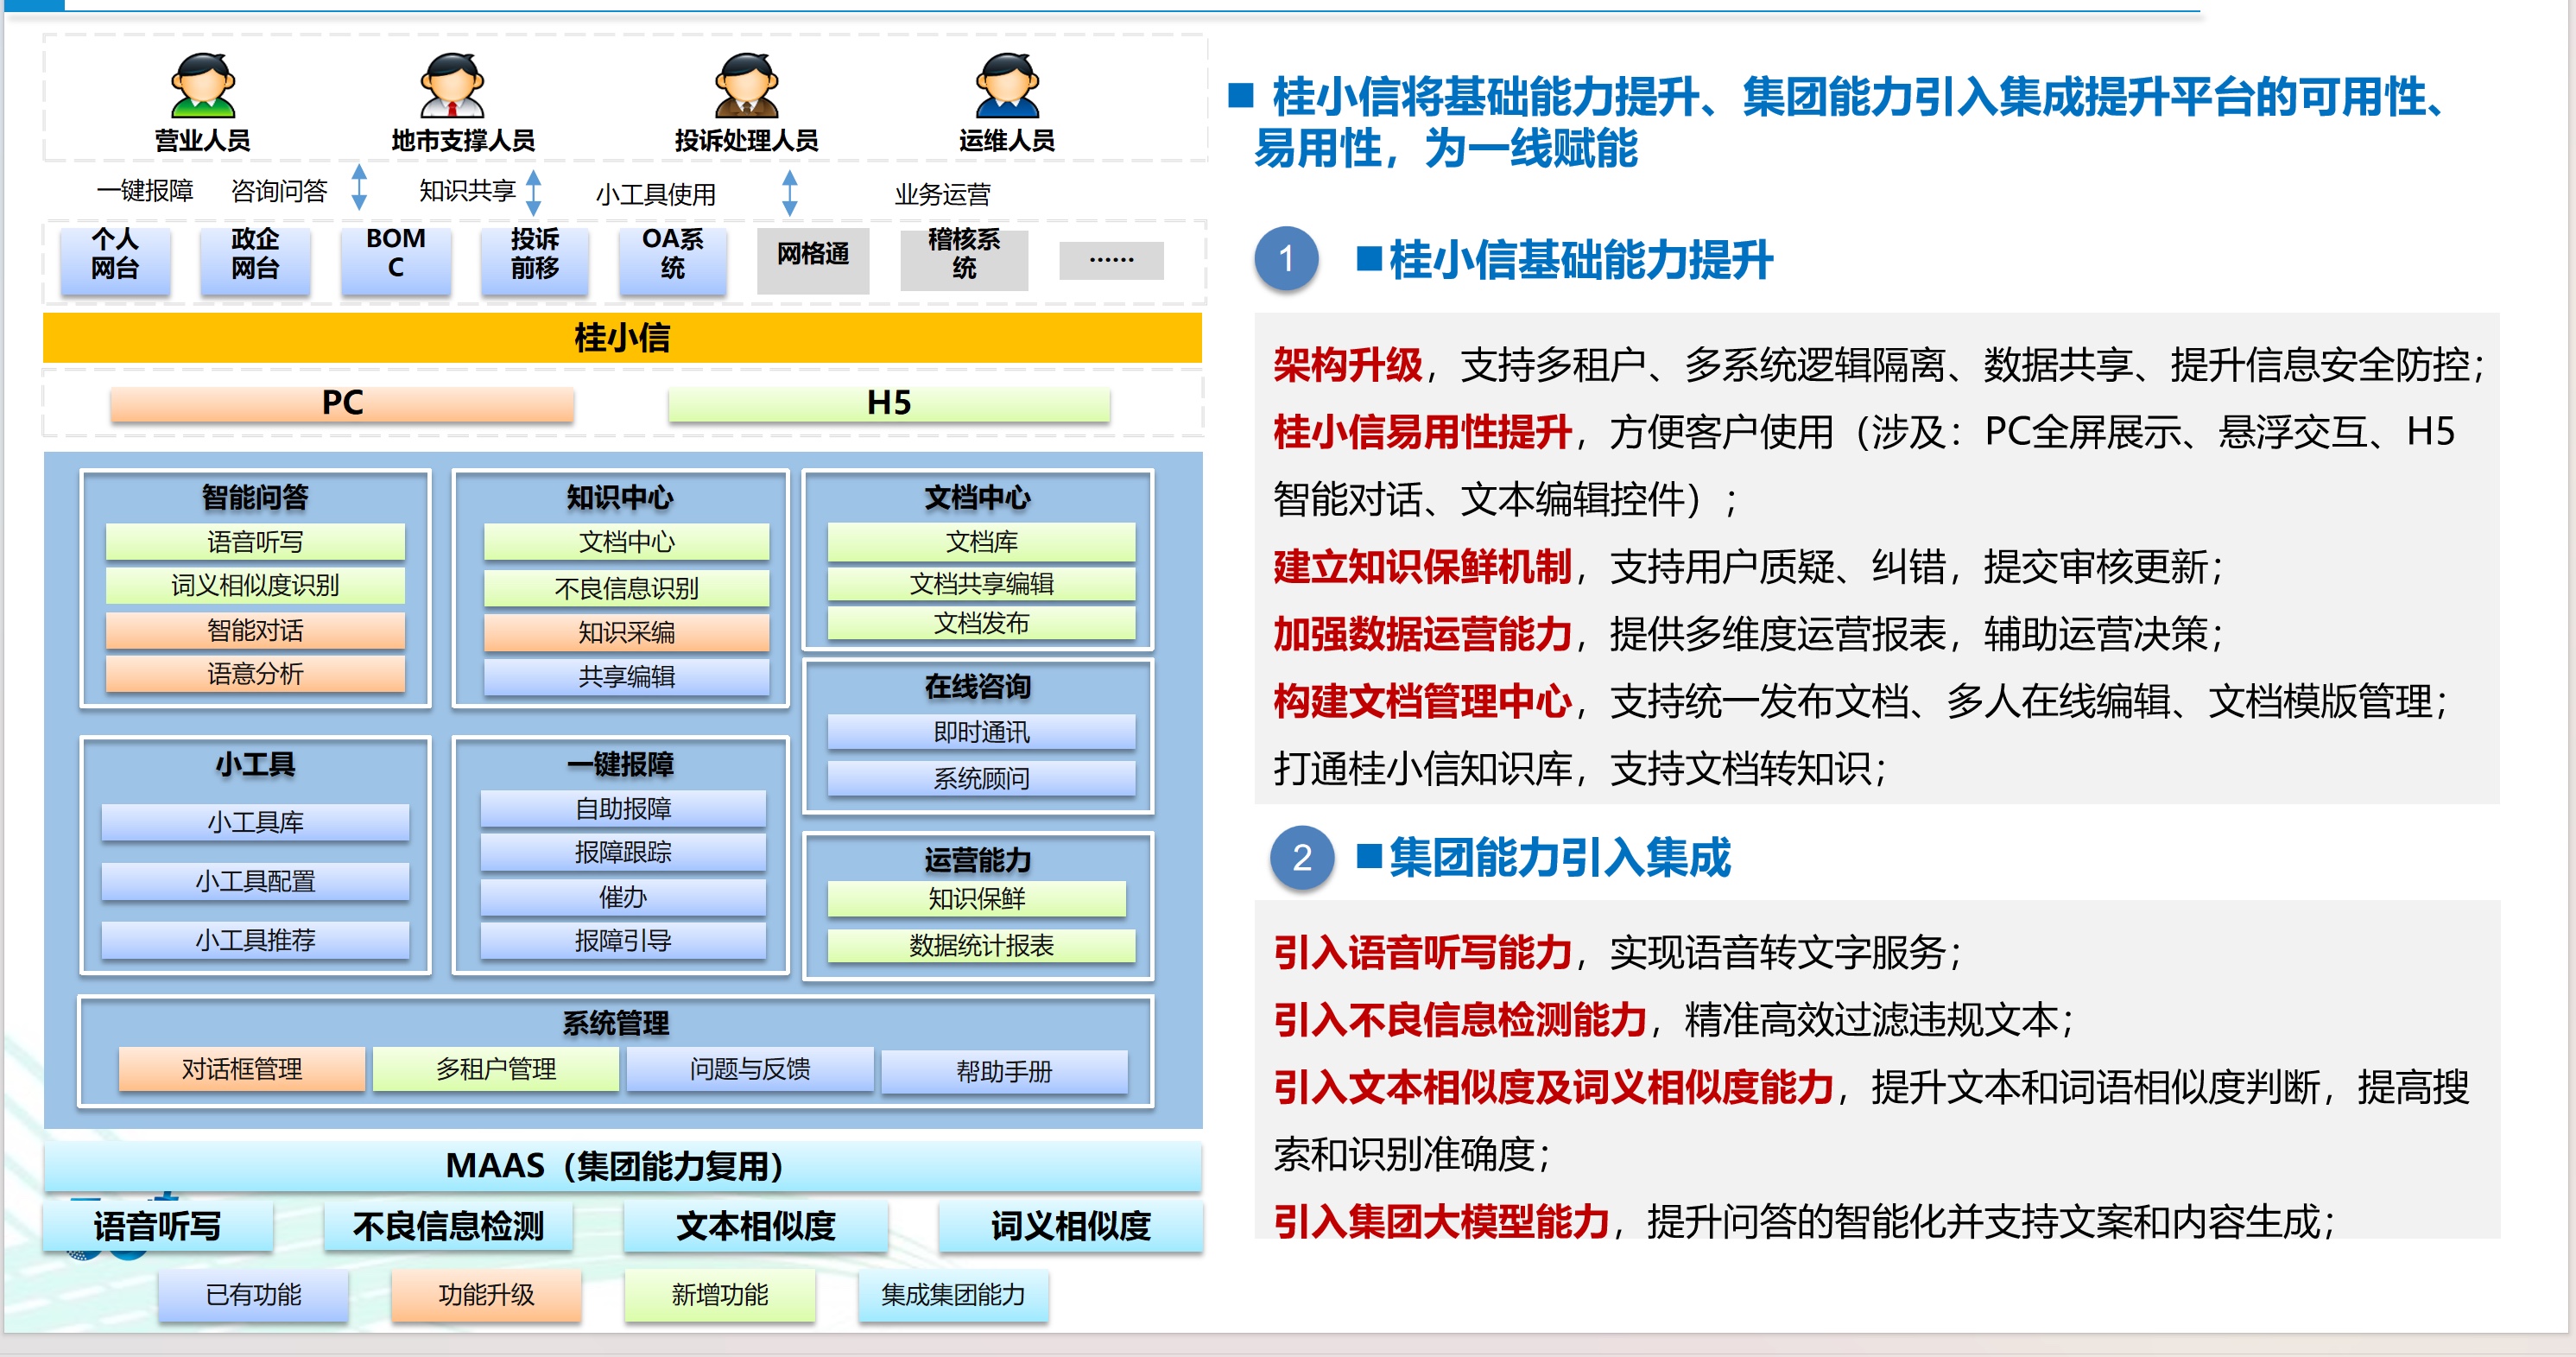 营业人员
地市支撑人员
投诉处理人员
运维人员
一键报障
咨询问答
知识共享
小工具使用
业务运营
个人
网台
政企
网台
BOM
C
投诉
前移
OA系
统
网格通
稽核系
统
......
桂小信
PC
H5
智能问答
语音听写
词义相似度识别
智能对话
语意分析
知识中心
文档中心
不良信息识别
知识采编
共享编辑
文档中心
文档库
文档共享编辑
文档发布
在线咨询
即时通讯
系统顾问
小工具
小工具库
小工具配置
小工具推荐
一键报障
自助报障
报障跟踪
催办
报障引导
运营能力
知识保鲜
数据统计报表
系统管理
对话框管理
多租户管理
问题与反馈
帮助手册
MAAS（集团能力复用）
语音听写
不良信息检测
文本相似度
词义相似度
已有功能
功能升级
新增功能
集成集团能力
桂小信将基础能力提升、集团能力引入集成提升平台的可用性、
易用性，为一线赋能
1
桂小信基础能力提升
架构升级，支持多租户、多系统逻辑隔离、数据共享、提升信息安全防控；
桂小信易用性提升，方便客户使用（涉及：PC全屏展示、悬浮交互、H5
智能对话、文本编辑控件）；
建立知识保鲜机制，支持用户质疑、纠错，提交审核更新；
加强数据运营能力，提供多维度运营报表，辅助运营决策；
构建文档管理中心，支持统一发布文档、多人在线编辑、文档模版管理；
打通桂小信知识库，支持文档转知识；
2
集团能力引入集成
引入语音听写能力，实现语音转文字服务；
引入不良信息检测能力，精准高效过滤违规文本；
引入文本相似度及词义相似度能力，提升文本和词语相似度判断，提高搜
索和识别准确度；
引入集团大模型能力，提升问答的智能化并支持文案和内容生成；